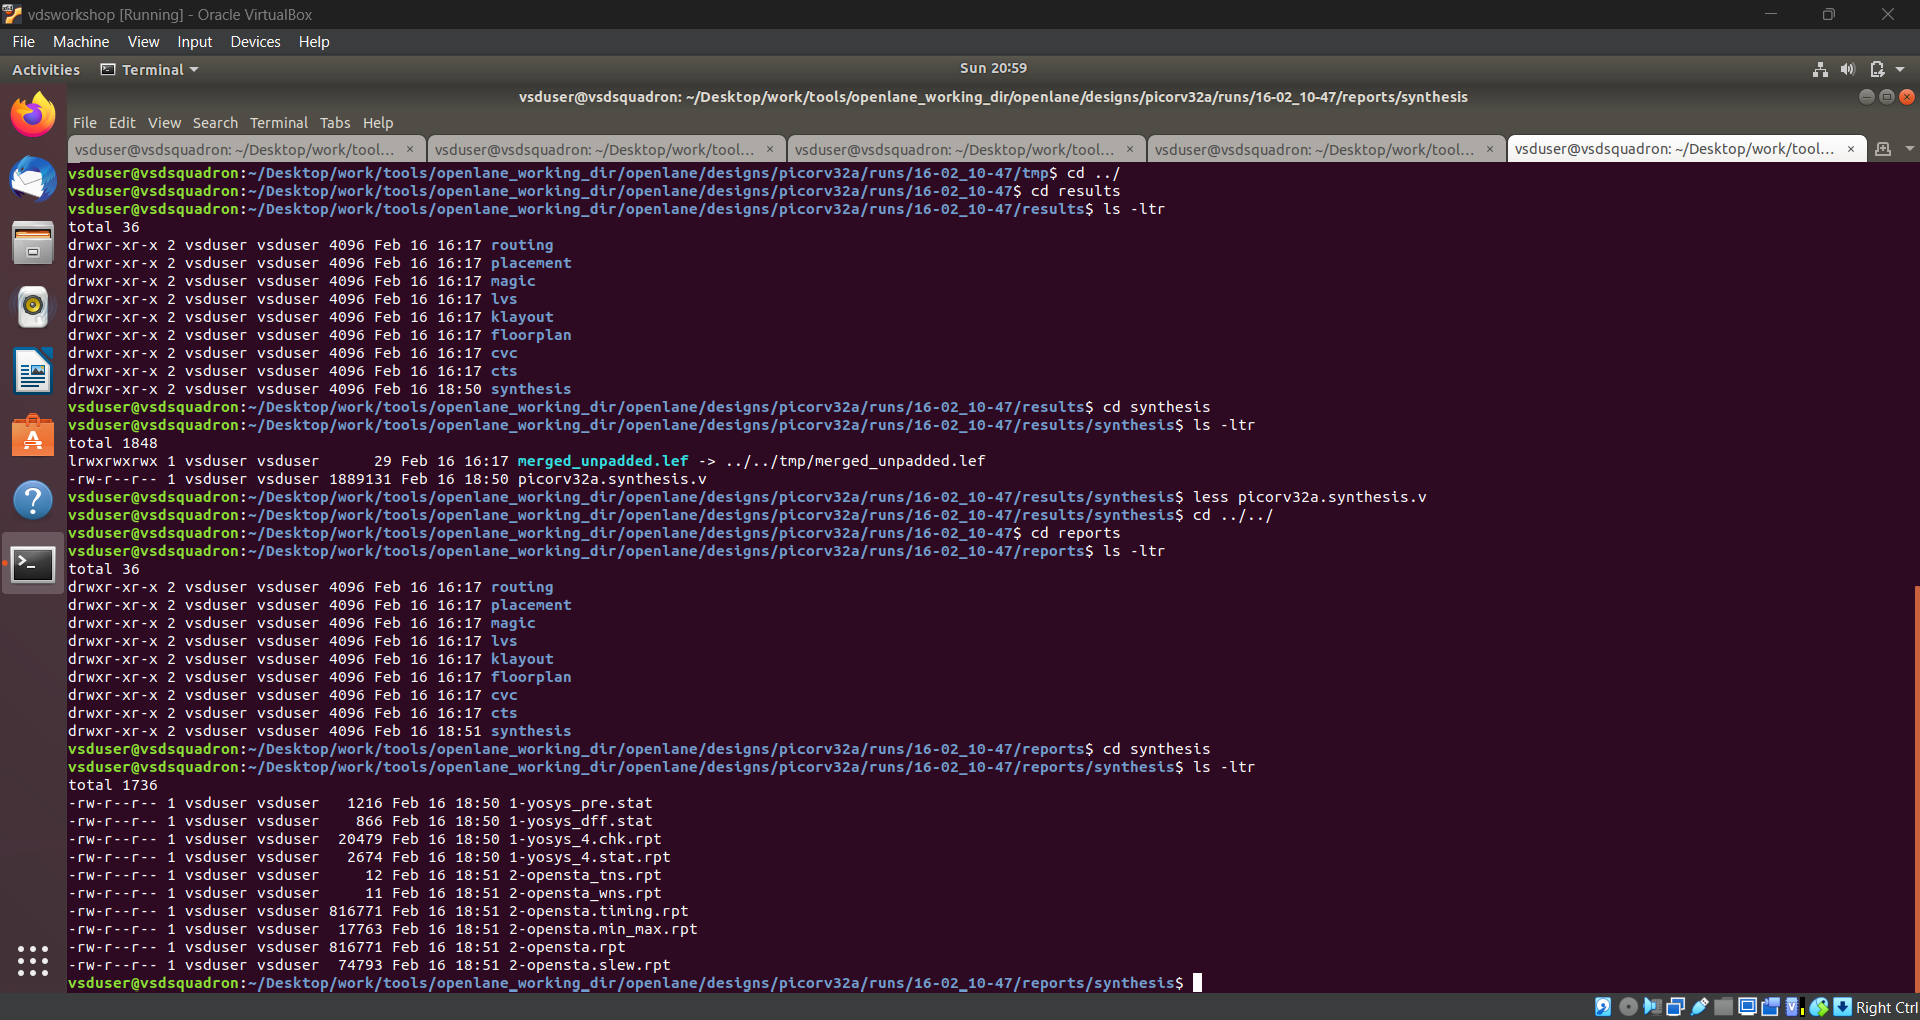 vdsworkshop [Running] - Oracle VirtualBox
File Machine View Input Devices Help
Activities Terminal Sun 20:59
vsduser@vsdsquadron: ~/Desktop/work/tools/openlane_working_dir/openlane/designs/picorv32a/runs/16-02_10-47/reports/synthesis
File Edit View Search Terminal Tabs Help
vsduser@vsdsquadron: ~/Desktop/work/tool... × vsduser@vsdsquadron: ~/Desktop/work/tool... × vsduser@vsdsquadron: ~/Desktop/work/tool... × vsduser@vsdsquadron: ~/Desktop/work/tool... × vsduser@vsdsquadron: ~/Desktop/work/tool... ×
vsduser@vsdsquadron:~/Desktop/work/tools/openlane_working_dir/openlane/designs/picorv32a/runs/16-02_10-47/tmp$ cd ../
vsduser@vsdsquadron:~/Desktop/work/tools/openlane_working_dir/openlane/designs/picorv32a/runs/16-02_10-47$ cd results
vsduser@vsdsquadron:~/Desktop/work/tools/openlane_working_dir/openlane/designs/picorv32a/runs/16-02_10-47/results$ ls -ltr
total 36
drwxr-xr-x 2 vsduser vsduser 4096 Feb 16 16:17 routing
drwxr-xr-x 2 vsduser vsduser 4096 Feb 16 16:17 placement
drwxr-xr-x 2 vsduser vsduser 4096 Feb 16 16:17 magic
drwxr-xr-x 2 vsduser vsduser 4096 Feb 16 16:17 lvs
drwxr-xr-x 2 vsduser vsduser 4096 Feb 16 16:17 klayout
drwxr-xr-x 2 vsduser vsduser 4096 Feb 16 16:17 floorplan
drwxr-xr-x 2 vsduser vsduser 4096 Feb 16 16:17 cvc
drwxr-xr-x 2 vsduser vsduser 4096 Feb 16 16:17 cts
drwxr-xr-x 2 vsduser vsduser 4096 Feb 16 18:50 synthesis
vsduser@vsdsquadron:~/Desktop/work/tools/openlane_working_dir/openlane/designs/picorv32a/runs/16-02_10-47/results$ cd synthesis
vsduser@vsdsquadron:~/Desktop/work/tools/openlane_working_dir/openlane/designs/picorv32a/runs/16-02_10-47/results/synthesis$ ls -ltr
total 1848
lrwxrwxrwx 1 vsduser vsduser      29 Feb 16 16:17 merged_unpadded.lef -> ../../tmp/merged_unpadded.lef
-rw-r--r-- 1 vsduser vsduser 1889131 Feb 16 18:50 picorv32a.synthesis.v
vsduser@vsdsquadron:~/Desktop/work/tools/openlane_working_dir/openlane/designs/picorv32a/runs/16-02_10-47/results/synthesis$ less picorv32a.synthesis.v
vsduser@vsdsquadron:~/Desktop/work/tools/openlane_working_dir/openlane/designs/picorv32a/runs/16-02_10-47/results/synthesis$ cd ../../
vsduser@vsdsquadron:~/Desktop/work/tools/openlane_working_dir/openlane/designs/picorv32a/runs/16-02_10-47$ cd reports
vsduser@vsdsquadron:~/Desktop/work/tools/openlane_working_dir/openlane/designs/picorv32a/runs/16-02_10-47/reports$ ls -ltr
total 36
drwxr-xr-x 2 vsduser vsduser 4096 Feb 16 16:17 routing
drwxr-xr-x 2 vsduser vsduser 4096 Feb 16 16:17 placement
drwxr-xr-x 2 vsduser vsduser 4096 Feb 16 16:17 magic
drwxr-xr-x 2 vsduser vsduser 4096 Feb 16 16:17 lvs
drwxr-xr-x 2 vsduser vsduser 4096 Feb 16 16:17 klayout
drwxr-xr-x 2 vsduser vsduser 4096 Feb 16 16:17 floorplan
drwxr-xr-x 2 vsduser vsduser 4096 Feb 16 16:17 cvc
drwxr-xr-x 2 vsduser vsduser 4096 Feb 16 16:17 cts
drwxr-xr-x 2 vsduser vsduser 4096 Feb 16 18:51 synthesis
vsduser@vsdsquadron:~/Desktop/work/tools/openlane_working_dir/openlane/designs/picorv32a/runs/16-02_10-47/reports$ cd synthesis
vsduser@vsdsquadron:~/Desktop/work/tools/openlane_working_dir/openlane/designs/picorv32a/runs/16-02_10-47/reports/synthesis$ ls -ltr
total 1736
-rw-r--r-- 1 vsduser vsduser   1216 Feb 16 18:50 1-yosys_pre.stat
-rw-r--r-- 1 vsduser vsduser    866 Feb 16 18:50 1-yosys_dff.stat
-rw-r--r-- 1 vsduser vsduser  20479 Feb 16 18:50 1-yosys_4.chk.rpt
-rw-r--r-- 1 vsduser vsduser   2674 Feb 16 18:50 1-yosys_4.stat.rpt
-rw-r--r-- 1 vsduser vsduser     12 Feb 16 18:51 2-opensta_tns.rpt
-rw-r--r-- 1 vsduser vsduser     11 Feb 16 18:51 2-opensta_wns.rpt
-rw-r--r-- 1 vsduser vsduser 816771 Feb 16 18:51 2-opensta.timing.rpt
-rw-r--r-- 1 vsduser vsduser  17763 Feb 16 18:51 2-opensta.min_max.rpt
-rw-r--r-- 1 vsduser vsduser 816771 Feb 16 18:51 2-opensta.rpt
-rw-r--r-- 1 vsduser vsduser  74793 Feb 16 18:51 2-opensta.slew.rpt
vsduser@vsdsquadron:~/Desktop/work/tools/openlane_working_dir/openlane/designs/picorv32a/runs/16-02_10-47/reports/synthesis$
Right Ctrl